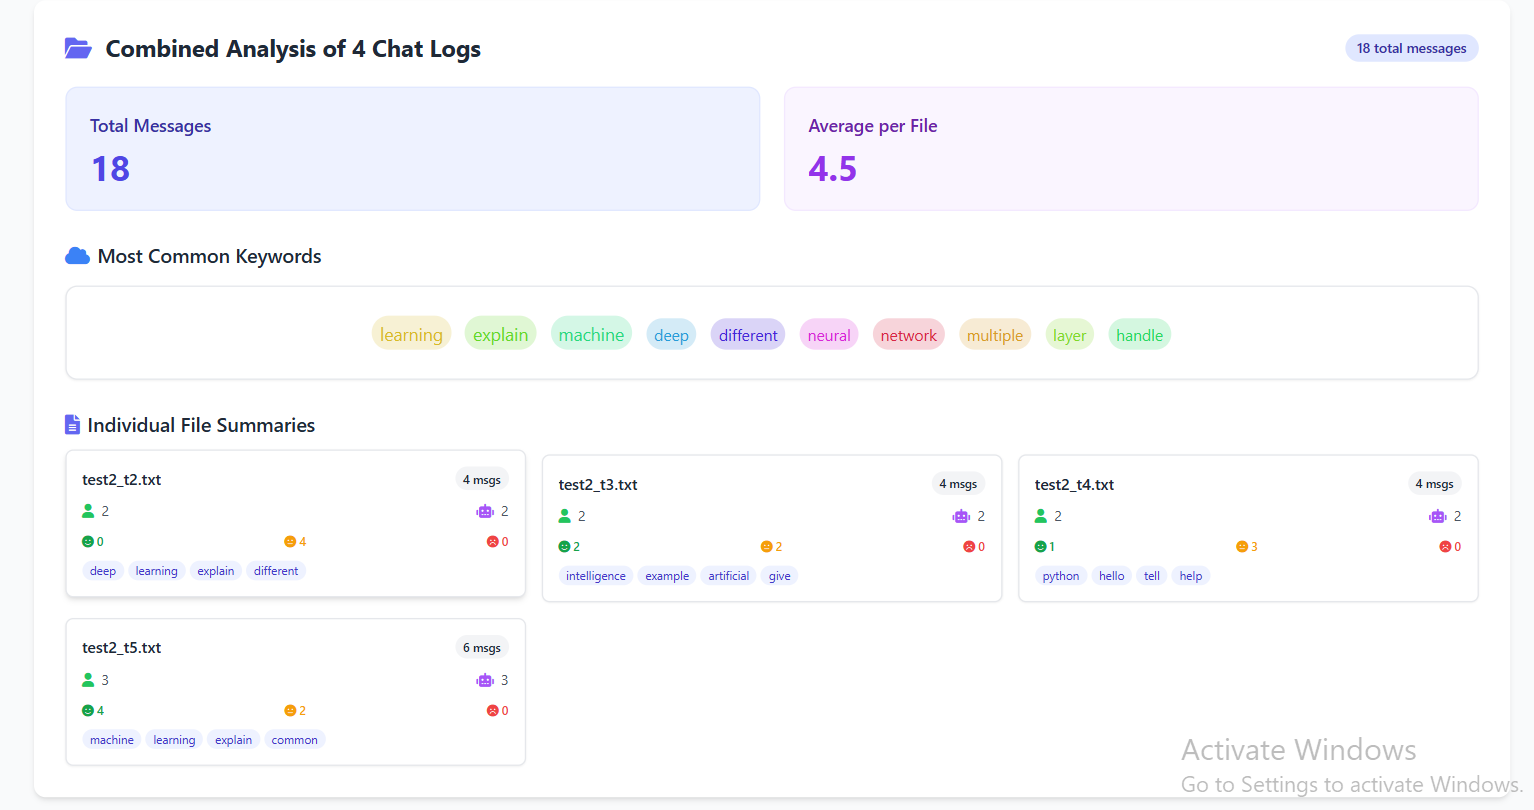 Combined Analysis of 4 Chat Logs
18 total messages
Total Messages
18
Average per File
4.5
Most Common Keywords
learning explain machine deep different neural network multiple layer handle
Individual File Summaries
test2_t2.txt 4 msgs
2 2
0 4 0
deep learning explain different
test2_t3.txt 4 msgs
2 2
2 2 0
intelligence example artificial give
test2_t4.txt 4 msgs
2 2
1 3 0
python hello tell help
test2_t5.txt 6 msgs
3 3
4 2 0
machine learning explain common
Activate Windows
Go to Settings to activate Windows.